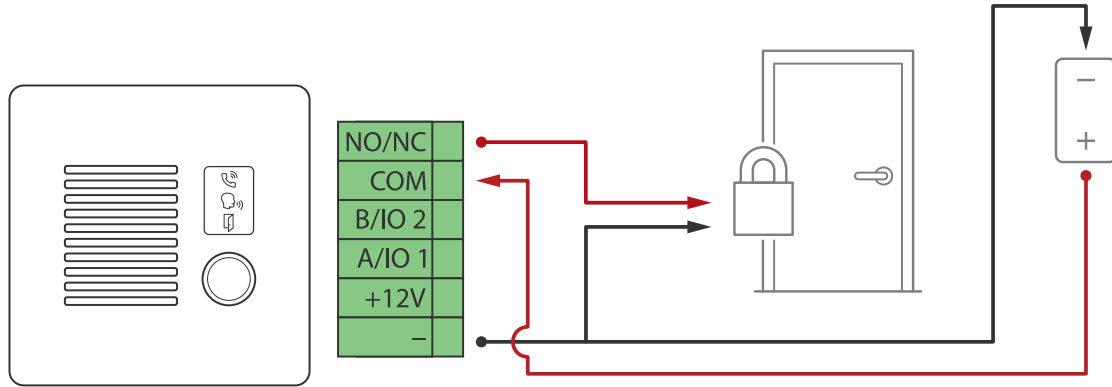 NO/NC
COM
B/IO 2
A/IO 1
+12V
–
–
+